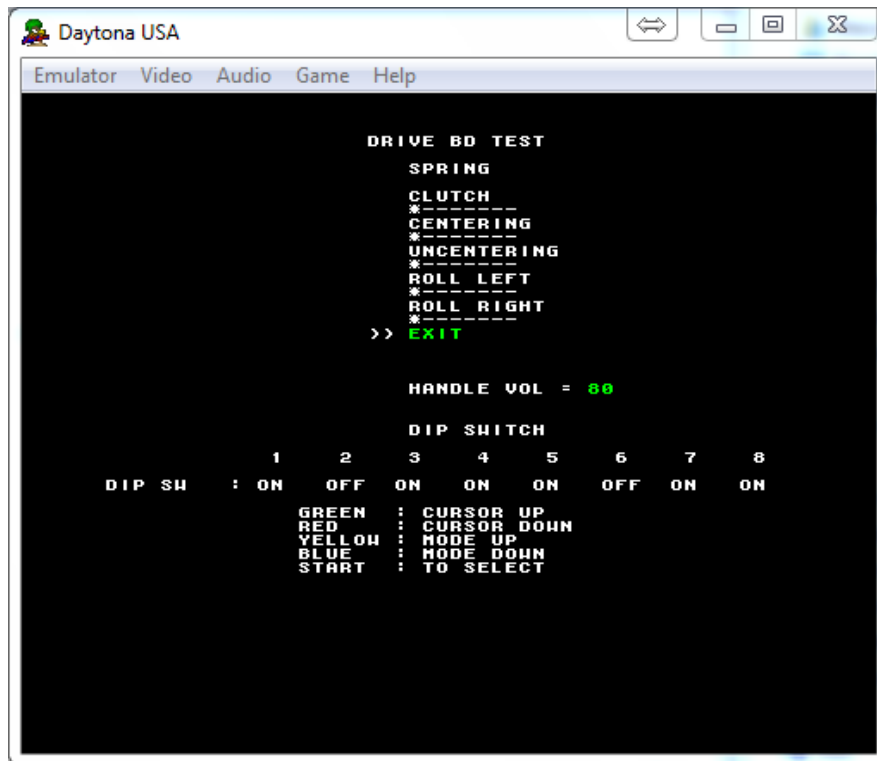 Daytona USA
Emulator Video Audio Game Help
DRIVE BD TEST
SPRING
CLUTCH
*-------
CENTERING
*-------
UNCENTERING
*-------
ROLL LEFT
*-------
ROLL RIGHT
*-------
>> EXIT
HANDLE VOL = 80
DIP SWITCH
1 2 3 4 5 6 7 8
DIP SW : ON OFF ON ON ON OFF ON ON
GREEN : CURSOR UP
RED : CURSOR DOWN
YELLOW : MODE UP
BLUE : MODE DOWN
START : TO SELECT